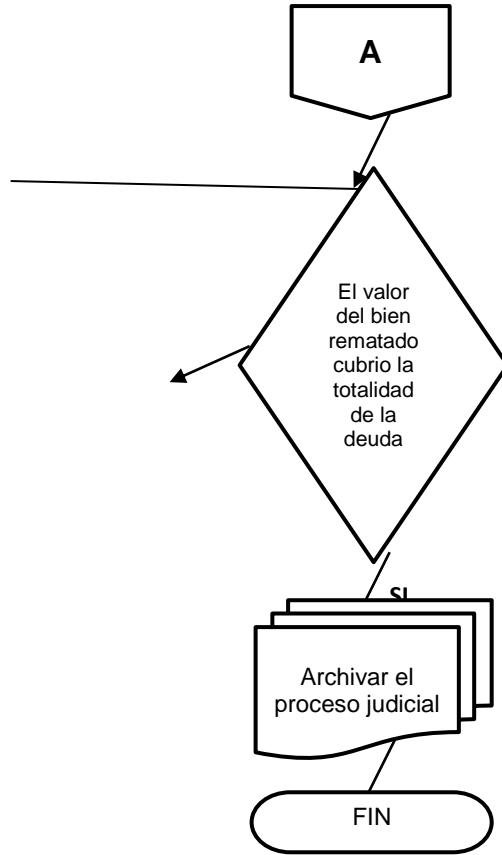 A
El valor
del bien
rematado
cubrio la
totalidad
de la
deuda
SI
Archivar el
proceso judicial
FIN